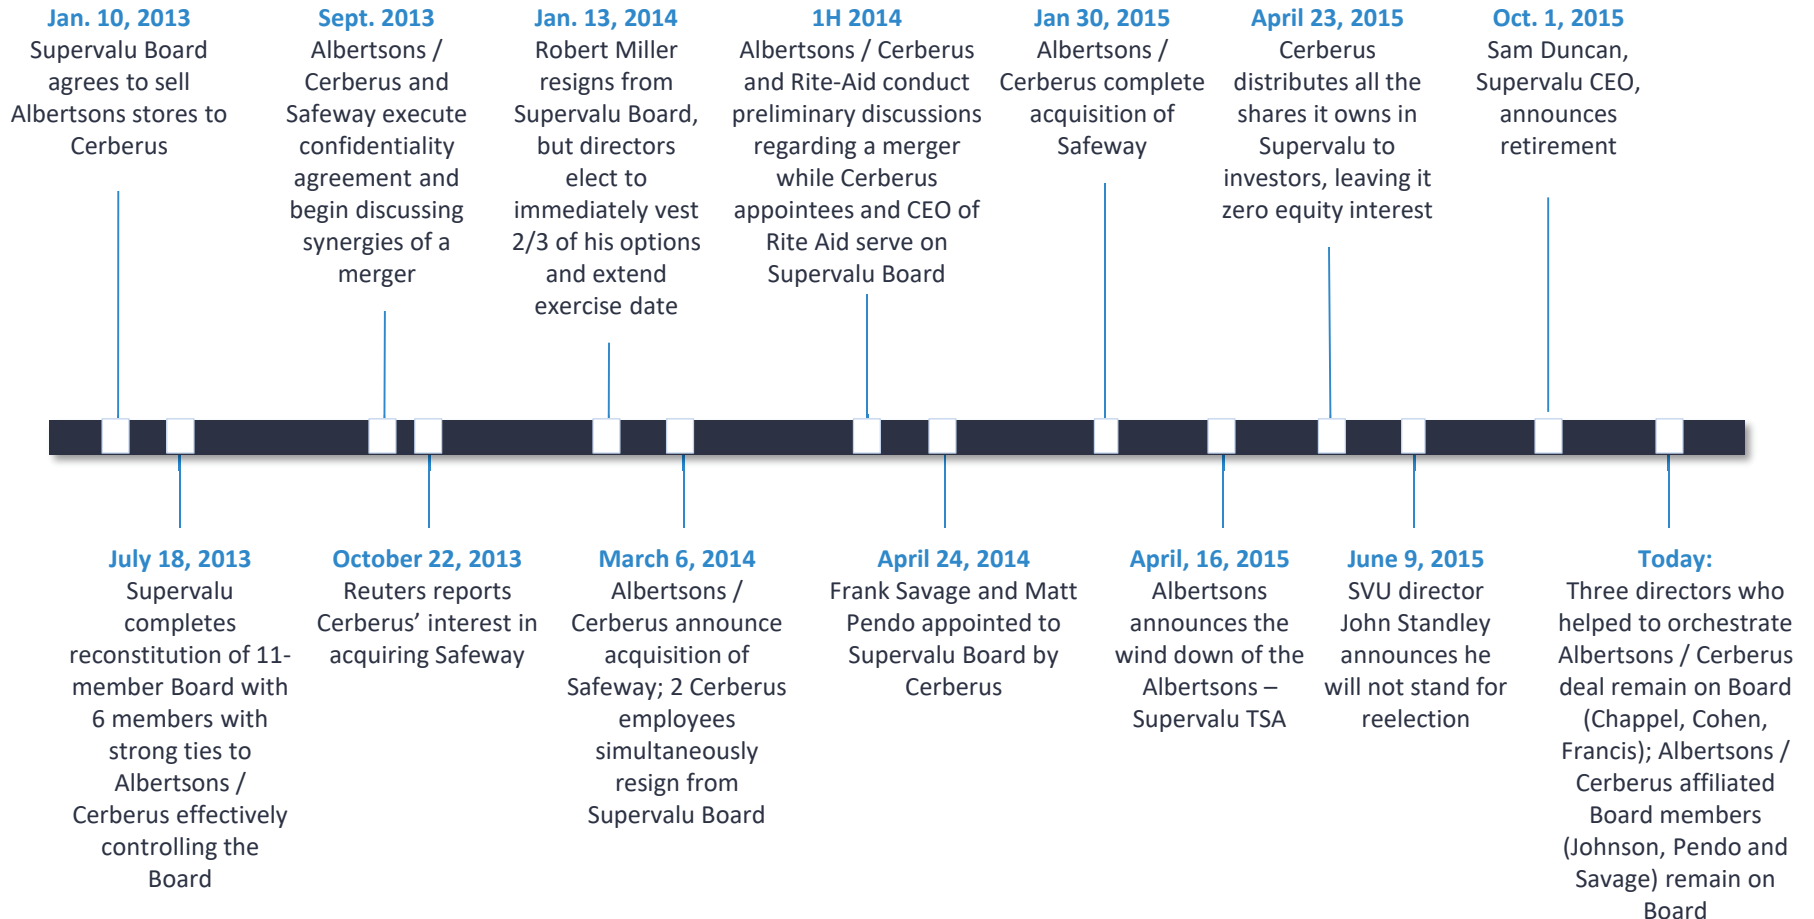 Jan. 10, 2013
Supervalu Board
agrees to sell
Albertsons stores to
Cerberus
Sept. 2013
Albertsons /
Cerberus and
Safeway execute
confidentiality
agreement and
begin discussing
synergies of a
merger
Jan. 13, 2014
Robert Miller
resigns from
Supervalu Board,
but directors
elect to
immediately vest
2/3 of his options
and extend
exercise date
1H 2014
Albertsons / Cerberus
and Rite-Aid conduct
preliminary discussions
regarding a merger
while Cerberus
appointees and CEO of
Rite Aid serve on
Supervalu Board
Jan 30, 2015
Albertsons /
Cerberus complete
acquisition of
Safeway
April 23, 2015
Cerberus
distributes all the
shares it owns in
Supervalu to
investors, leaving it
zero equity interest
Oct. 1, 2015
Sam Duncan,
Supervalu CEO,
announces
retirement
July 18, 2013
Supervalu
completes
reconstitution of 11-
member Board with
6 members with
strong ties to
Albertsons /
Cerberus effectively
controlling the
Board
October 22, 2013
Reuters reports
Cerberus’ interest in
acquiring Safeway
March 6, 2014
Albertsons /
Cerberus announce
acquisition of
Safeway; 2 Cerberus
employees
simultaneously
resign from
Supervalu Board
April 24, 2014
Frank Savage and Matt
Pendo appointed to
Supervalu Board by
Cerberus
April, 16, 2015
Albertsons
announces the
wind down of the
Albertsons –
Supervalu TSA
June 9, 2015
SVU director
John Standley
announces he
will not stand for
reelection
Today:
Three directors who
helped to orchestrate
Albertsons / Cerberus
deal remain on Board
(Chappel, Cohen,
Francis); Albertsons /
Cerberus affiliated
Board members
(Johnson, Pendo and
Savage) remain on
Board